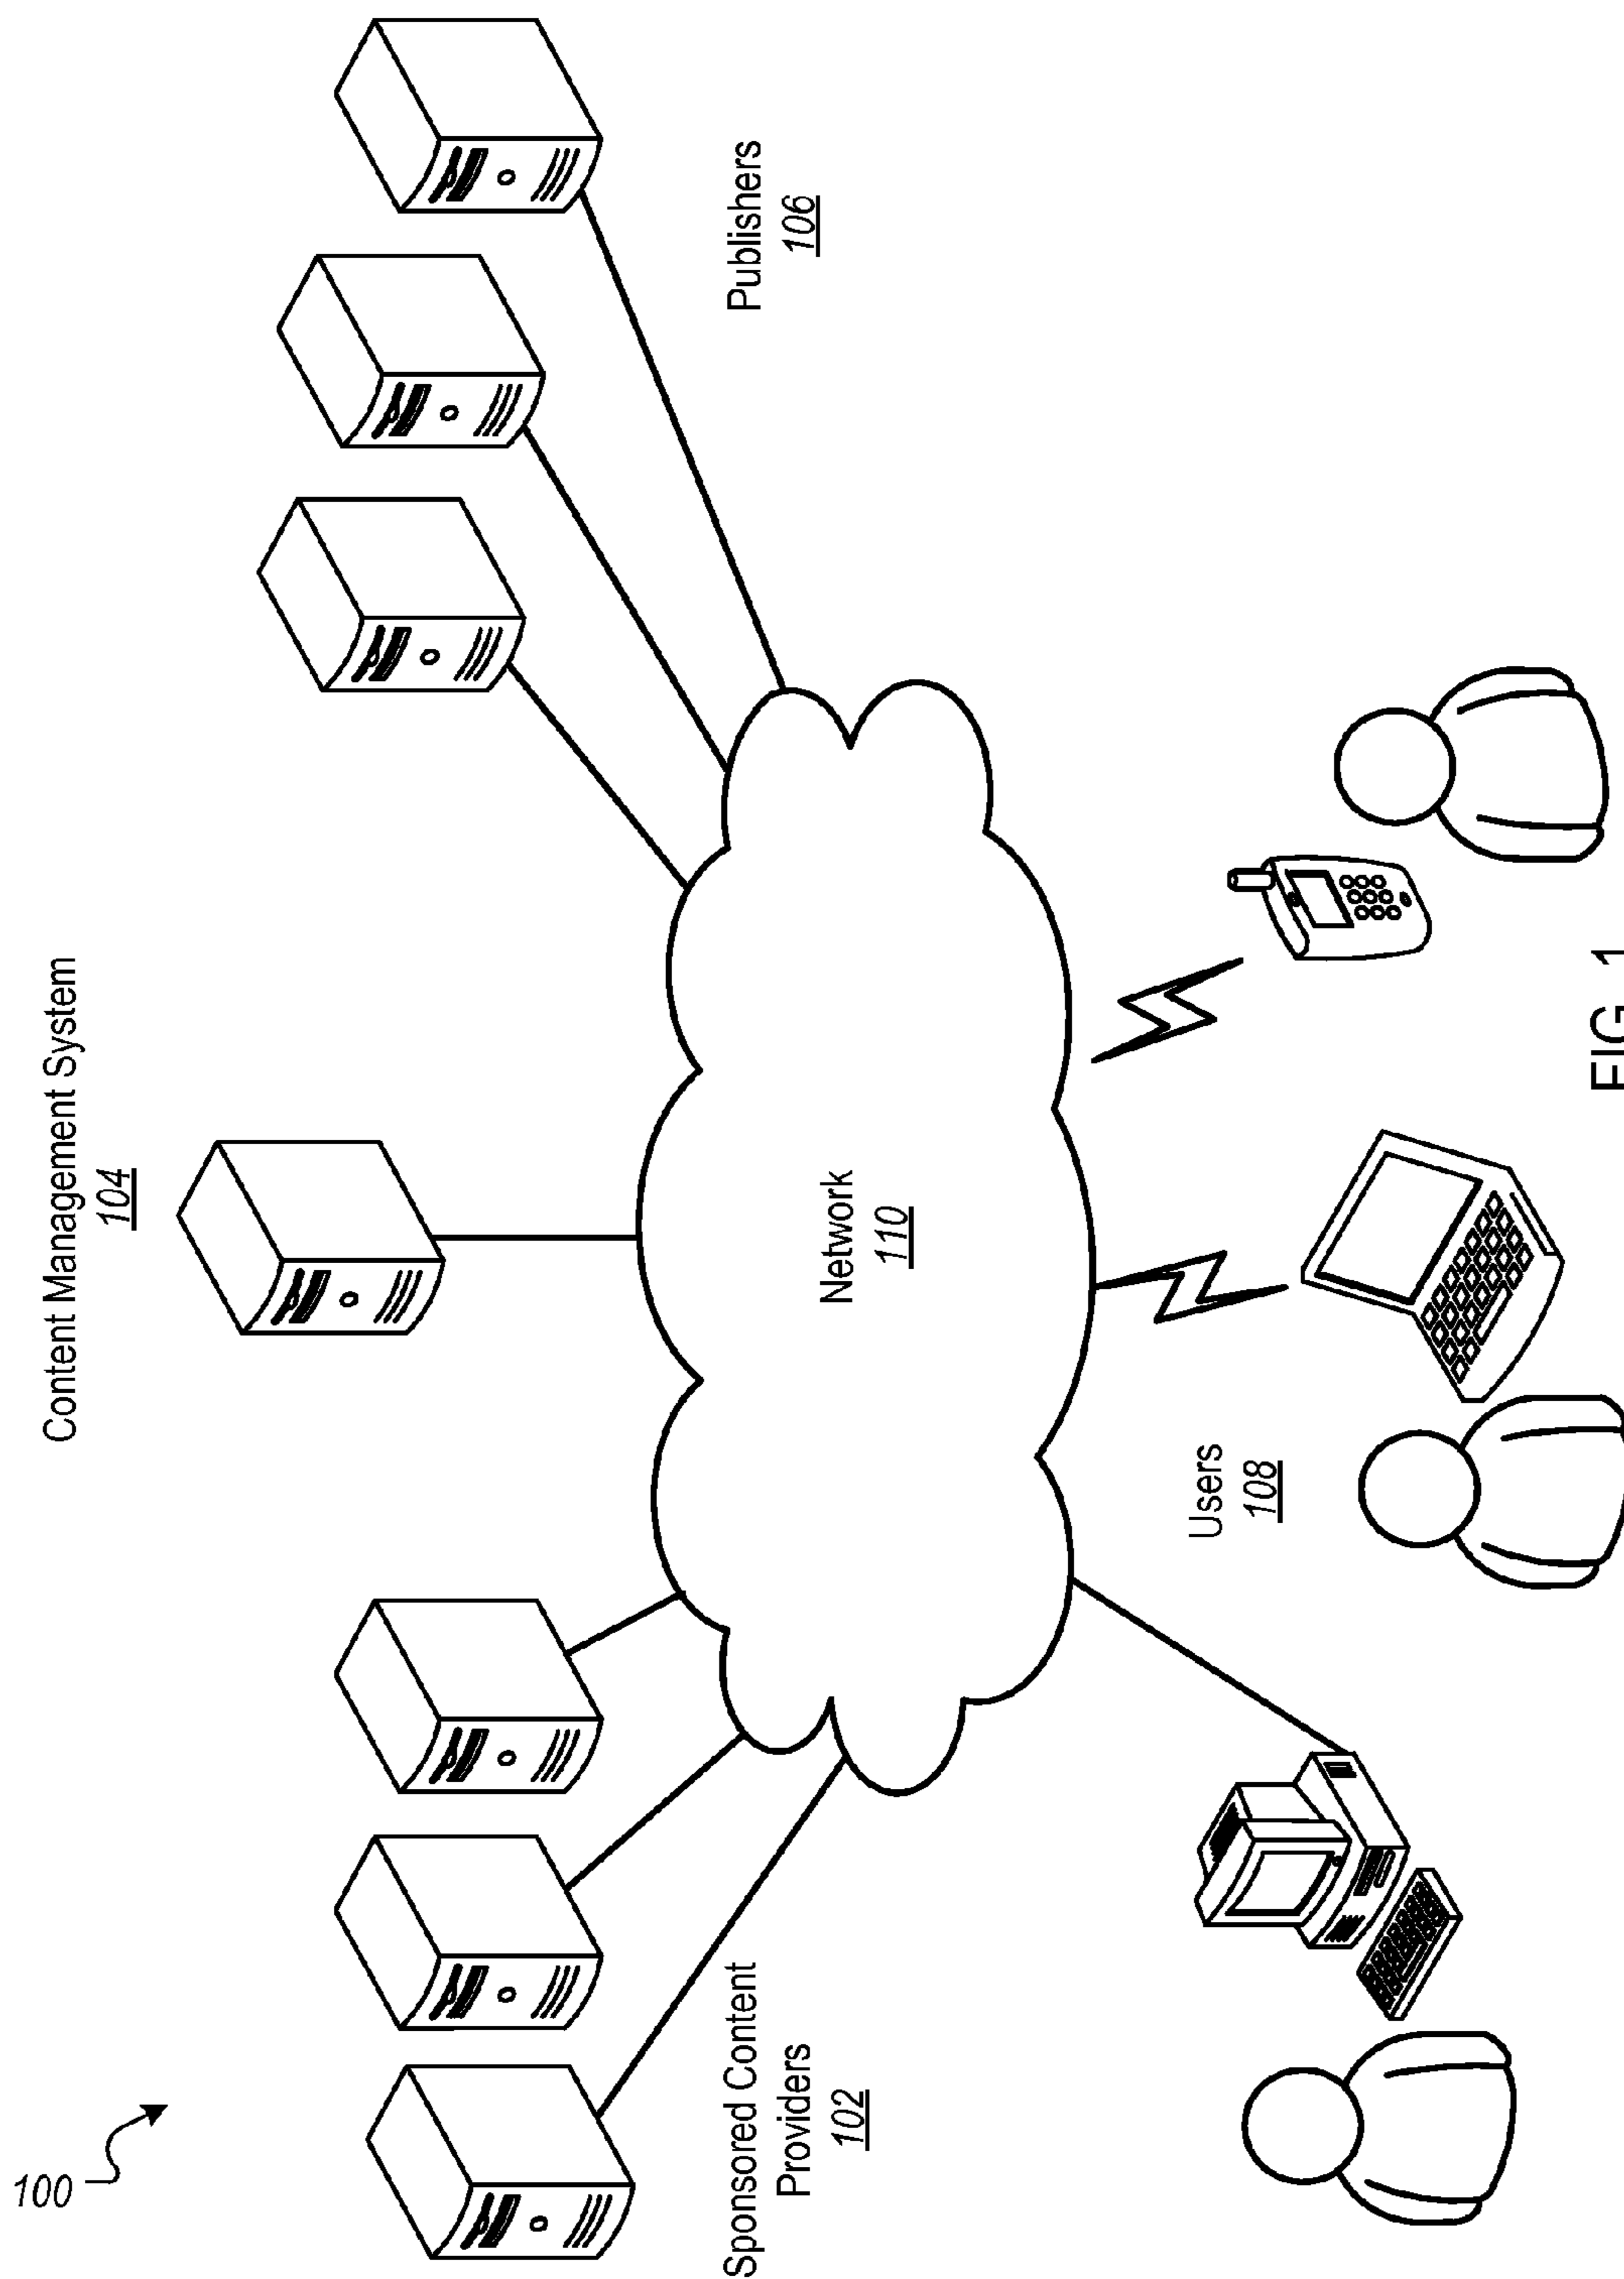 100
Content Management System
104
Sponsored Content
Providers
102
Publishers
106
Network
110
Users
108
FIG. 1